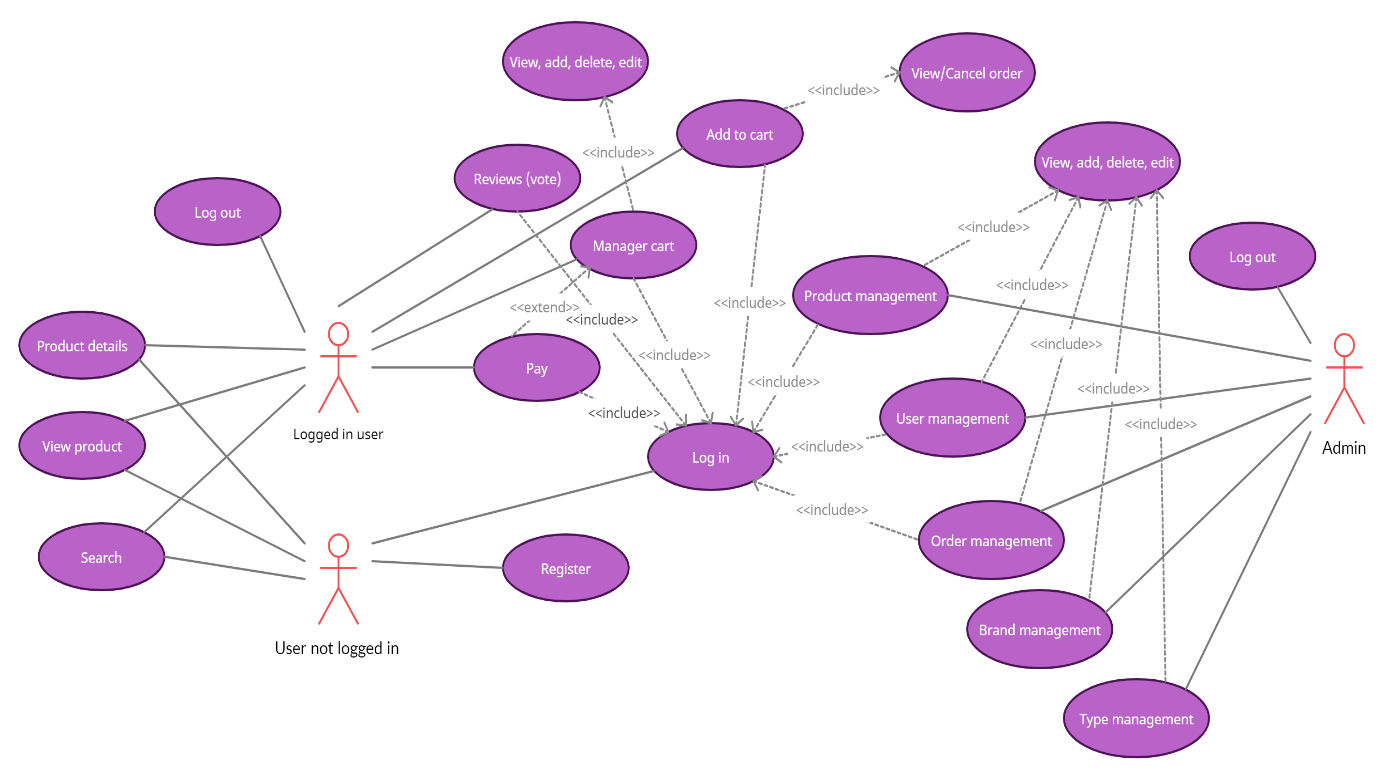 View, add, delete, edit
View/Cancel order
<<include>>
Add to cart
<<include>>
View, add, delete, edit
Reviews (vote)
Log out
<<include>>
Manager cart
Log out
<<include>>
Product management
<<include>>
<<extend>>
<<include>>
Product details
<<include>>
<<include>>
Pay
<<include>>
<<include>>
<<include>>
User management
<<include>>
Logged in user
View product
<<include>>
Admin
Log in
<<include>>
Order management
Search
Register
Brand management
User not logged in
Type management